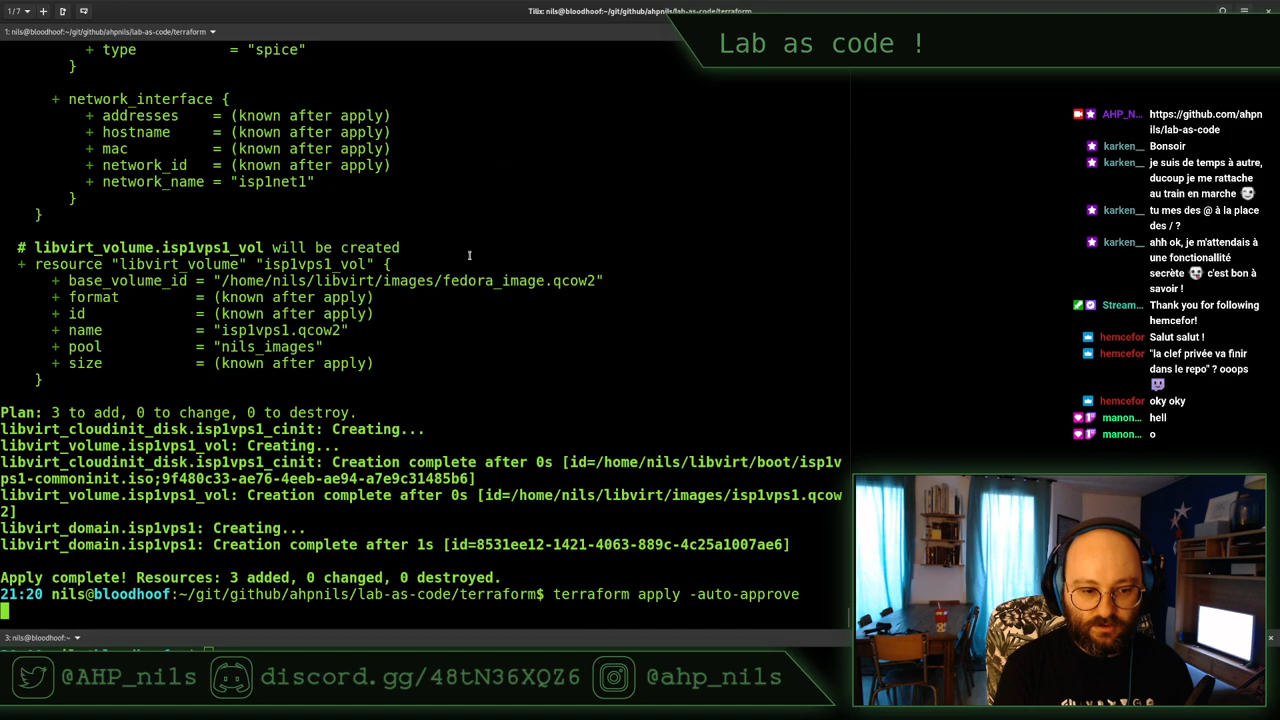 1/7
Tilix: nils@bloodhoof:~/git/github/ahpnils/lab-as-code/terraform
1: nils@bloodhoof:~/git/github/ahpnils/lab-as-code/terraform
Lab as code !
+ type = "spice"
}
+ network_interface {
+ addresses = (known after apply)
+ hostname = (known after apply)
+ mac = (known after apply)
+ network_id = (known after apply)
+ network_name = "isp1net1"
}
}
# libvirt_volume.isp1vps1_vol will be created
+ resource "libvirt_volume" "isp1vps1_vol" {
+ base_volume_id = "/home/nils/libvirt/images/fedora_image.qcow2"
+ format = (known after apply)
+ id = (known after apply)
+ name = "isp1vps1.qcow2"
+ pool = "nils_images"
+ size = (known after apply)
}
Plan: 3 to add, 0 to change, 0 to destroy.
libvirt_cloudinit_disk.isp1vps1_cinit: Creating...
libvirt_volume.isp1vps1_vol: Creating...
libvirt_cloudinit_disk.isp1vps1_cinit: Creation complete after 0s [id=/home/nils/libvirt/boot/isp1v
ps1-commoninit.iso;9f480c33-ae76-4eeb-ae94-a7e9c31485b6]
libvirt_volume.isp1vps1_vol: Creation complete after 0s [id=/home/nils/libvirt/images/isp1vps1.qcow
2]
libvirt_domain.isp1vps1: Creating...
libvirt_domain.isp1vps1: Creation complete after 1s [id=8531ee12-1421-4063-889c-4c25a1007ae6]
Apply complete! Resources: 3 added, 0 changed, 0 destroyed.
21:20 nils@bloodhoof:~/git/github/ahpnils/lab-as-code/terraform$ terraform apply -auto-approve
3: nils@bloodhoof:~
AHP_N... https://github.com/ahpn
ils/lab-as-code
karken__ Bonsoir
karken__ je suis de temps à autre,
ducoup je me rattache
au train en marche
karken__ tu mes des @ à la place
des / ?
karken__ ahh ok, je m'attendais à
une fonctionallité
secrète c'est bon à
savoir !
Stream... Thank you for following
hemcefor!
hemcefor Salut salut !
hemcefor "la clef privée va finir
dans le repo" ? ooops
hemcefor oky oky
manon... hell
manon... o
@AHP_nils discord.gg/48tN36XQZ6 @ahp_nils